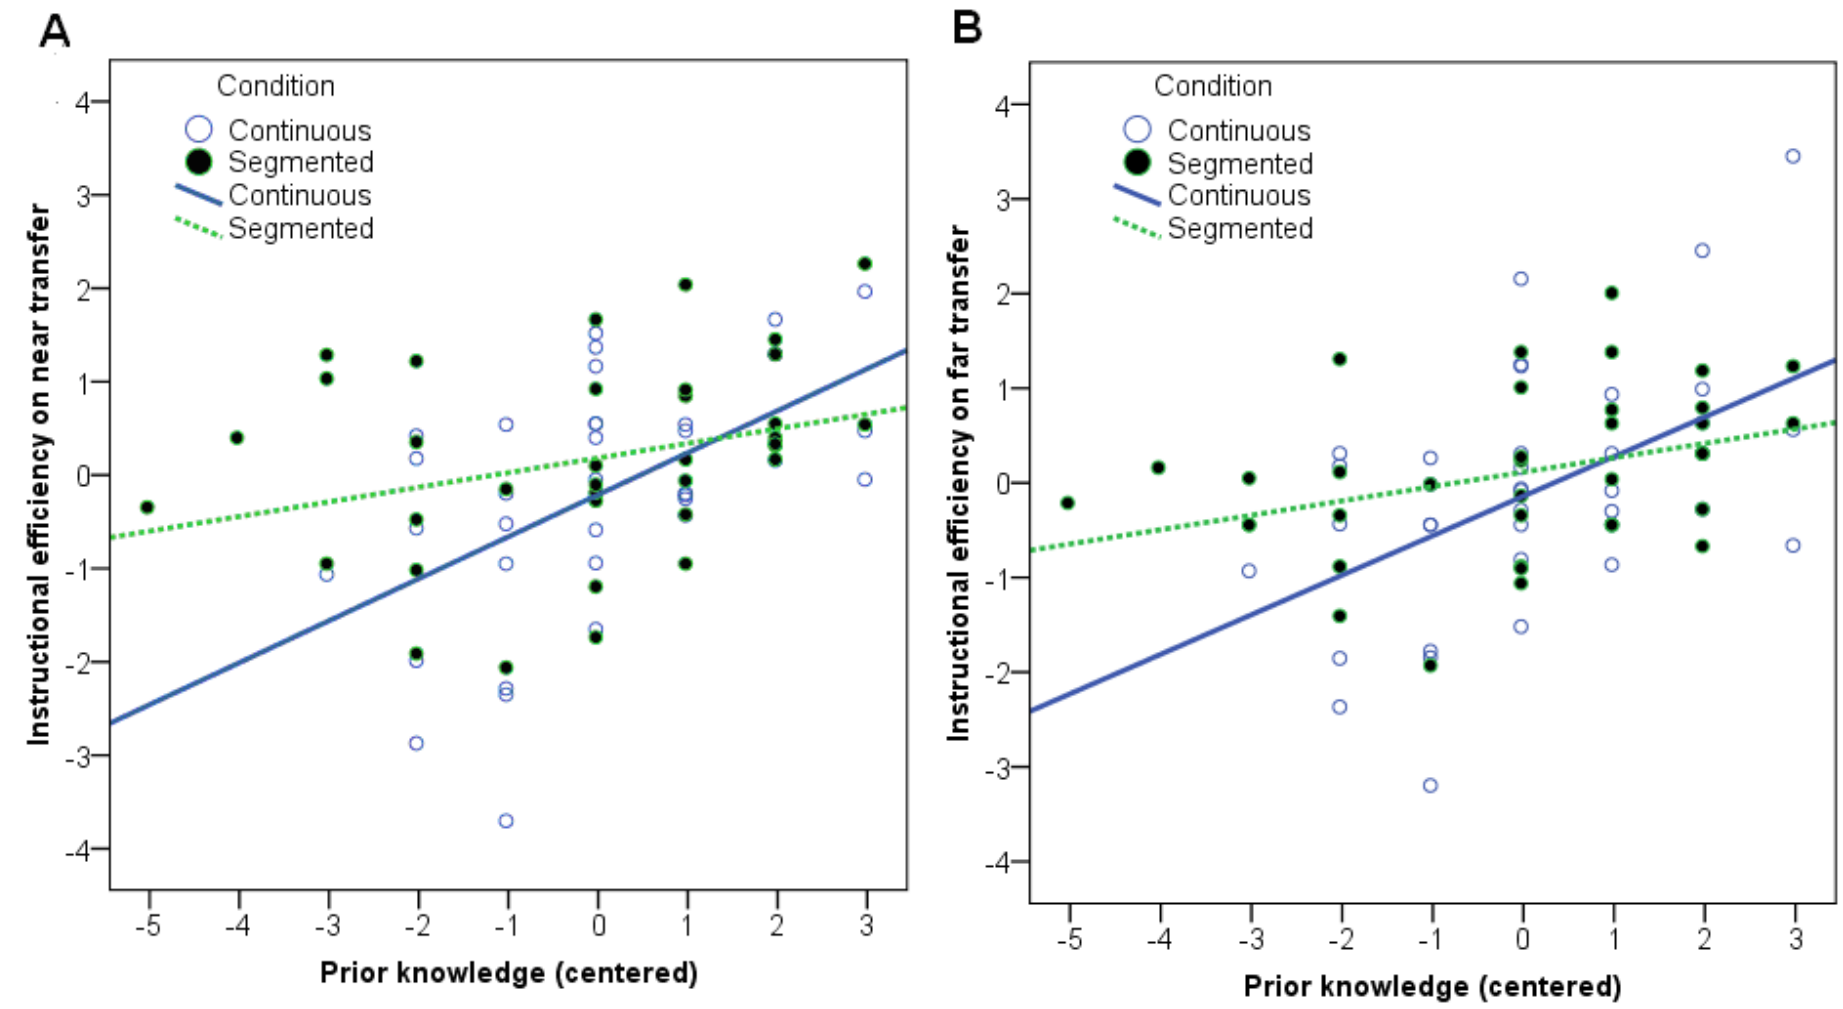 A
Condition
Continuous
Segmented
Continuous
Segmented
4
3
2
1
0
-1
-2
-3
-4
Instructional efficiency on near transfer
-5 -4 -3 -2 -1 0 1 2 3
Prior knowledge (centered)
B
Condition
Continuous
Segmented
Continuous
Segmented
4
3
2
1
0
-1
-2
-3
-4
Instructional efficiency on far transfer
-5 -4 -3 -2 -1 0 1 2 3
Prior knowledge (centered)